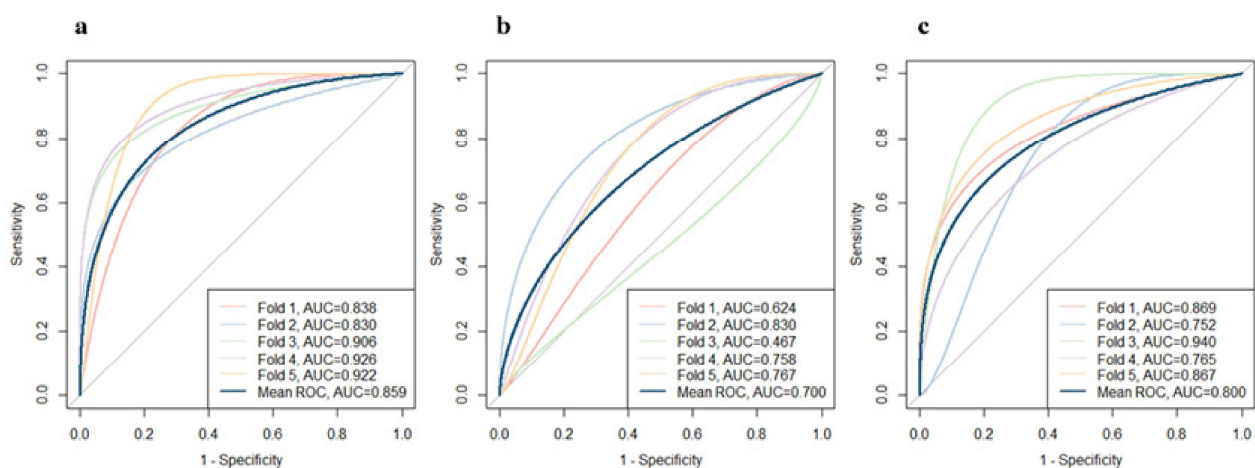 a
1.0
0.8
0.6
0.4
0.2
0.0
Sensitivity
Fold 1, AUC=0.838
Fold 2, AUC=0.830
Fold 3, AUC=0.906
Fold 4, AUC=0.926
Fold 5, AUC=0.922
Mean ROC, AUC=0.859
0.0 0.2 0.4 0.6 0.8 1.0
1 - Specificity
b
1.0
0.8
0.6
0.4
0.2
0.0
Sensitivity
Fold 1, AUC=0.624
Fold 2, AUC=0.830
Fold 3, AUC=0.467
Fold 4, AUC=0.758
Fold 5, AUC=0.767
Mean ROC, AUC=0.700
0.0 0.2 0.4 0.6 0.8 1.0
1 - Specificity
c
1.0
0.8
0.6
0.4
0.2
0.0
Sensitivity
Fold 1, AUC=0.869
Fold 2, AUC=0.752
Fold 3, AUC=0.940
Fold 4, AUC=0.765
Fold 5, AUC=0.867
Mean ROC, AUC=0.800
0.0 0.2 0.4 0.6 0.8 1.0
1 - Specificity